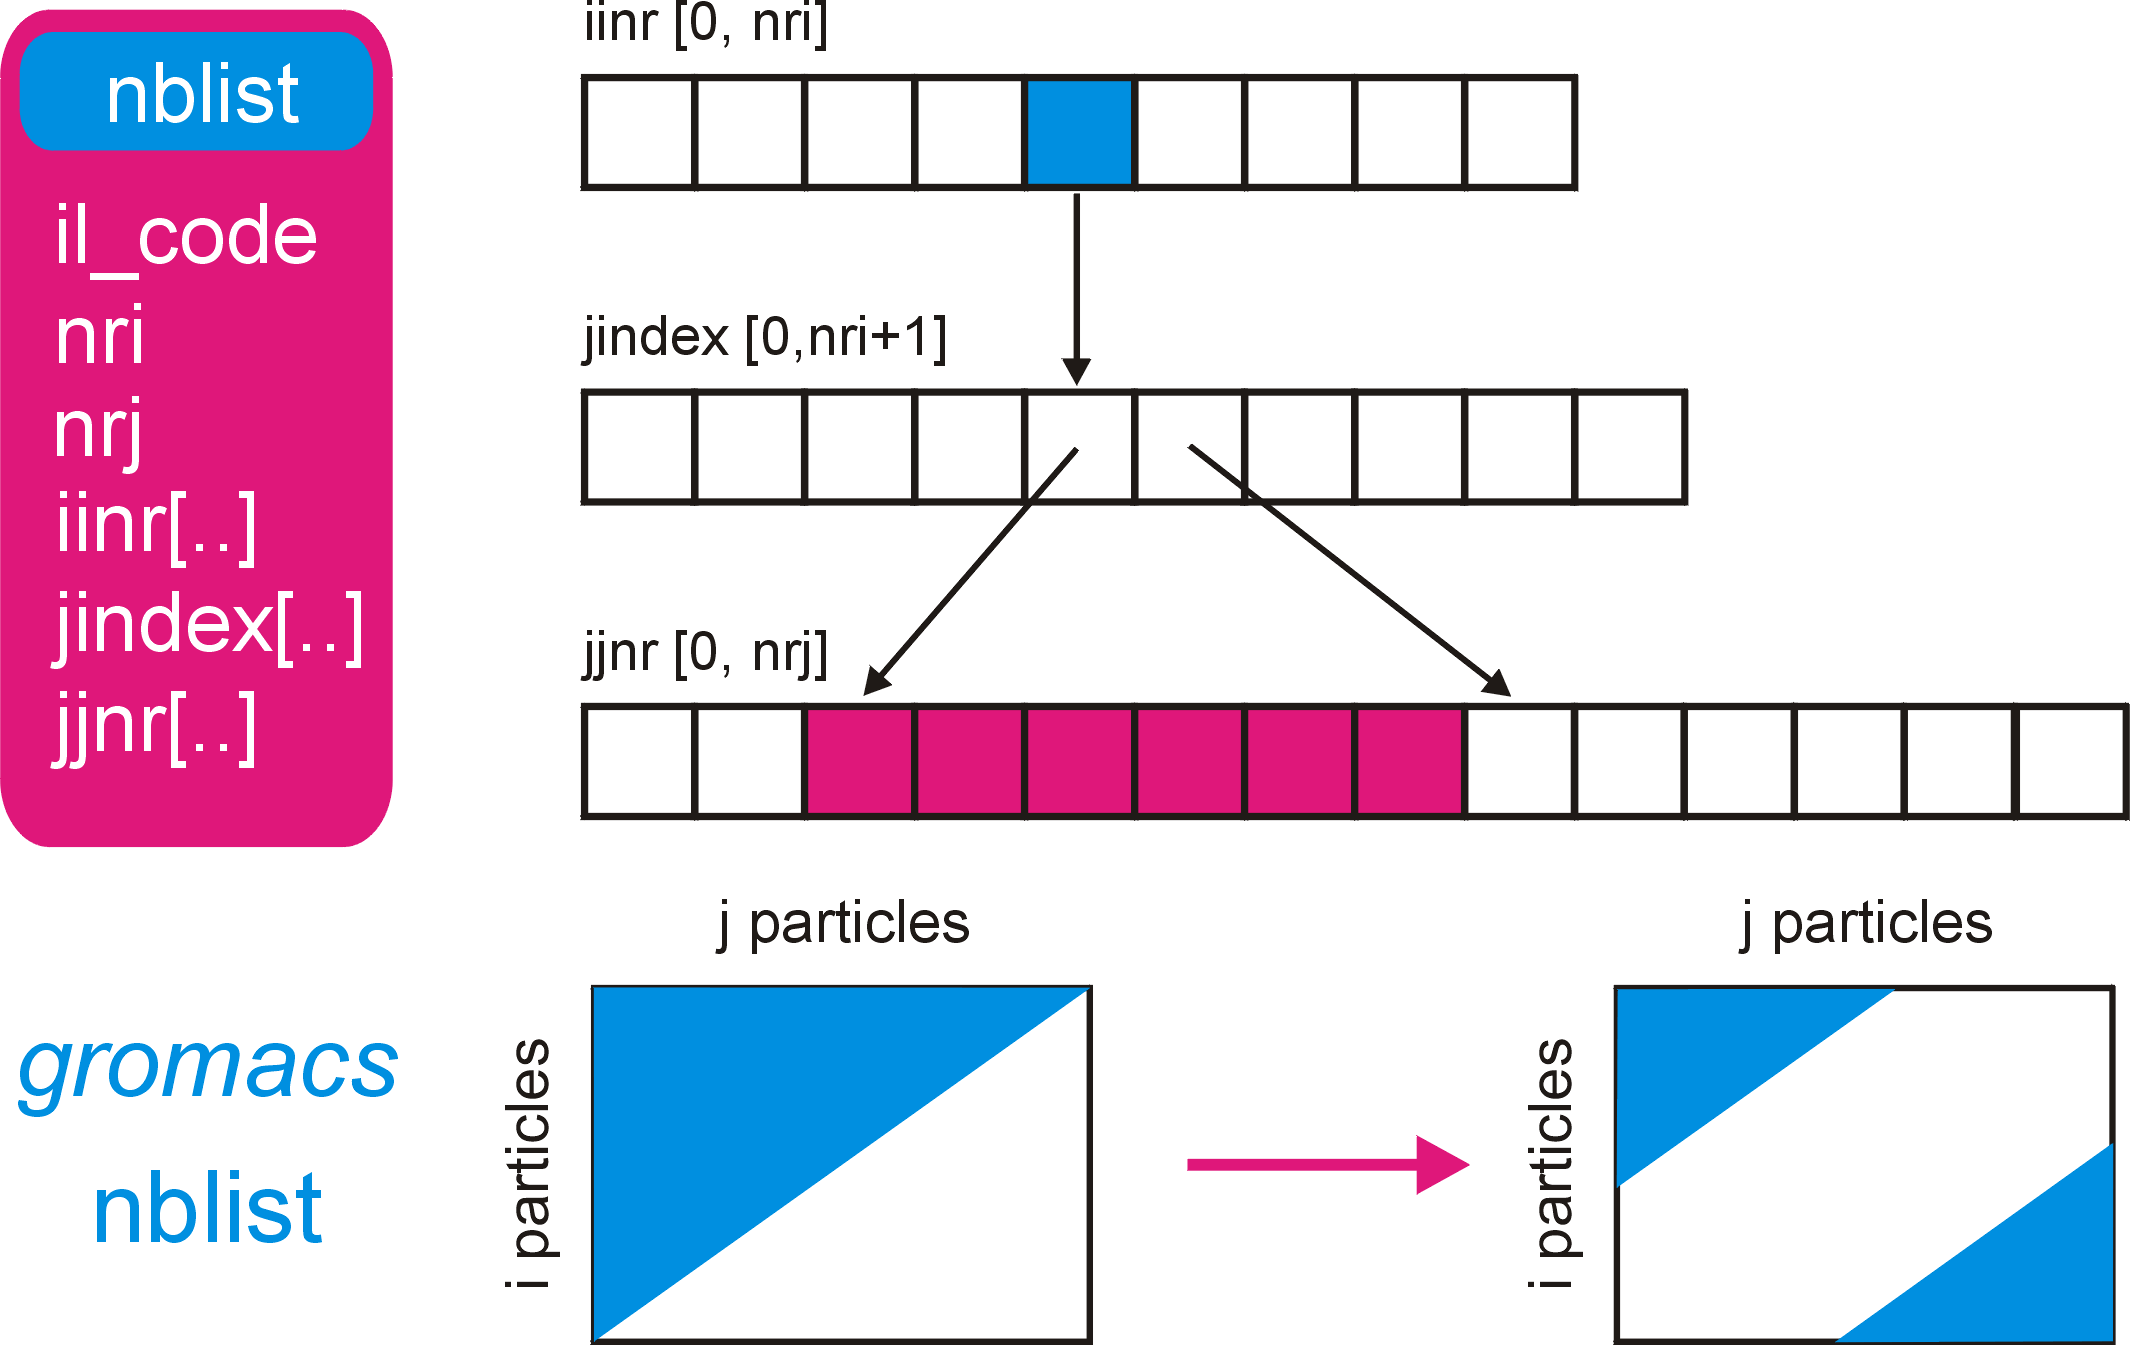 nblist
il_code
nri
nrj
iinr[..]
jindex[..]
jjnr[..]
iinr [0, nri]
jindex [0,nri+1]
jjnr [0, nrj]
gromacs
nblist
j particles
i particles
j particles
i particles